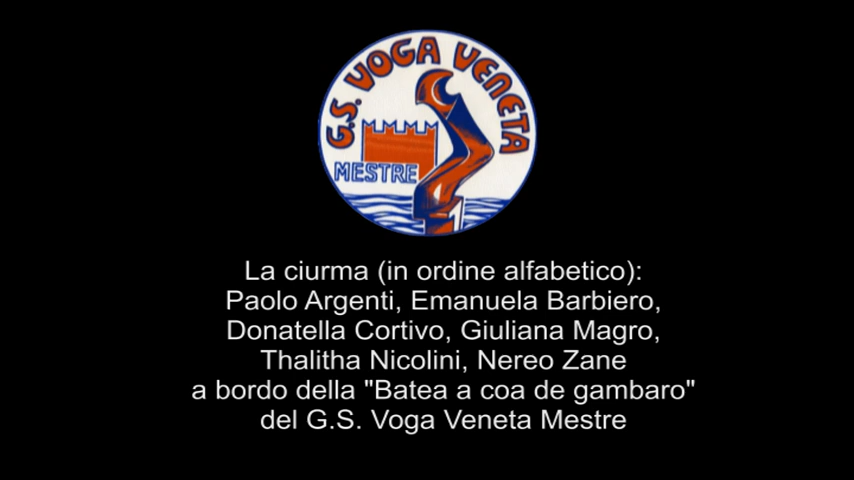 G.S. VOGA VENETA
MESTRE
La ciurma (in ordine alfabetico):
Paolo Argenti, Emanuela Barbiero,
Donatella Cortivo, Giuliana Magro,
Thalitha Nicolini, Nereo Zane
a bordo della "Batea a coa de gambaro"
del G.S. Voga Veneta Mestre